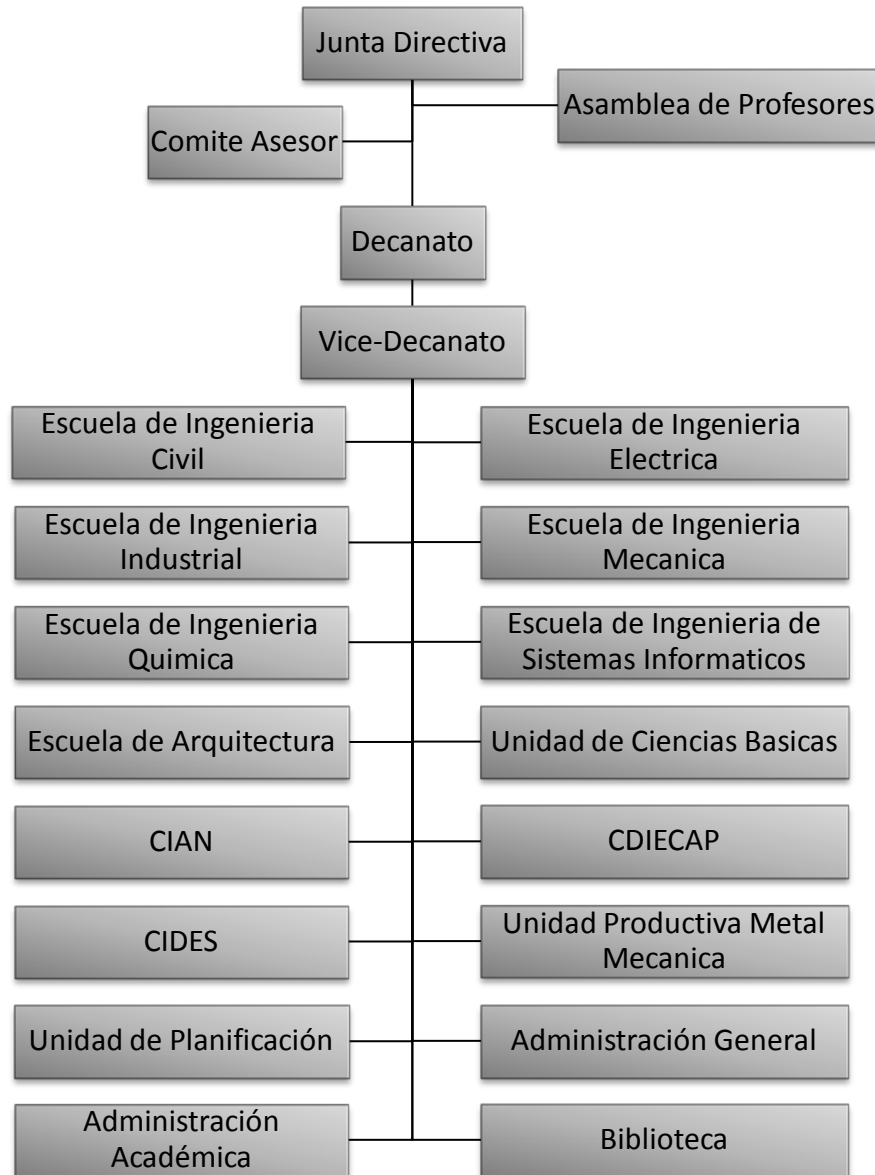 Junta Directiva
Asamblea de Profesores
Comite Asesor
Decanato
Vice-Decanato
Escuela de Ingenieria
Civil
Escuela de Ingenieria
Electrica
Escuela de Ingenieria
Industrial
Escuela de Ingenieria
Mecanica
Escuela de Ingenieria
Quimica
Escuela de Ingenieria de
Sistemas Informaticos
Escuela de Arquitectura
Unidad de Ciencias Basicas
CIAN
CDIECAP
CIDES
Unidad Productiva Metal
Mecanica
Unidad de Planificación
Administración General
Administración
Académica
Biblioteca